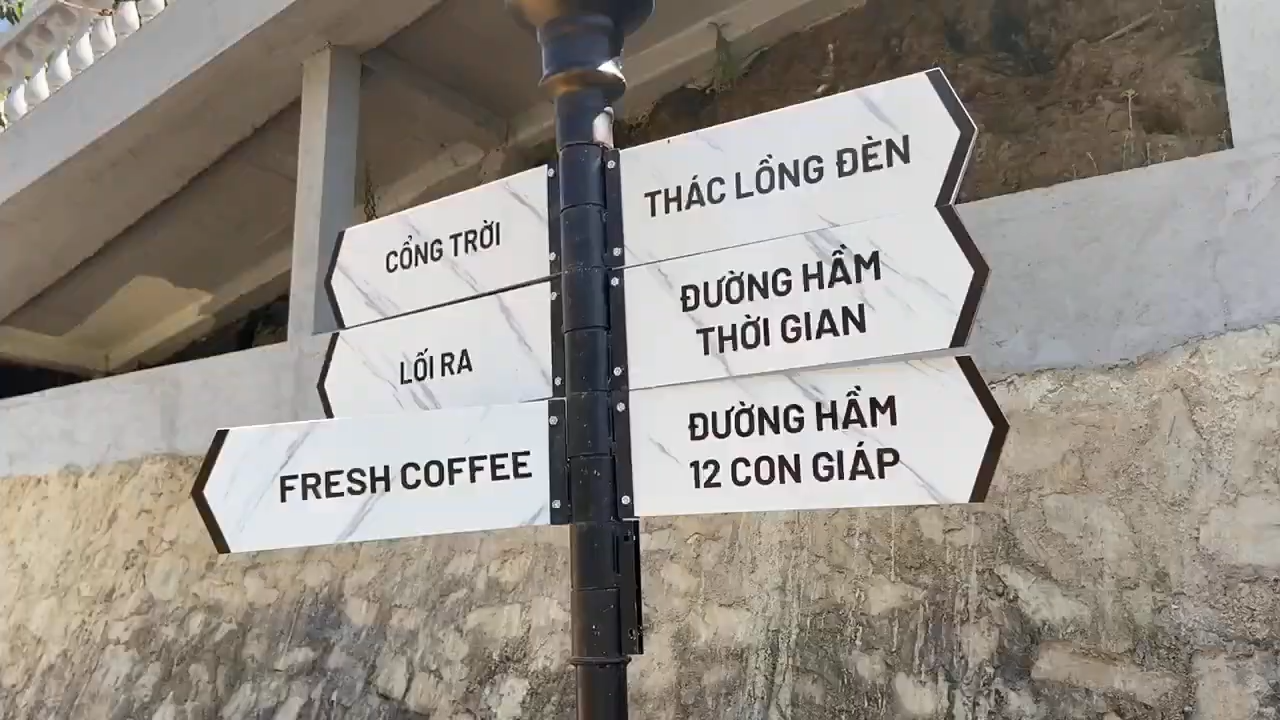 CỔNG TRỜI
LỐI RA
FRESH COFFEE
THÁC LỒNG ĐÈN
ĐƯỜNG HẦM
THỜI GIAN
ĐƯỜNG HẦM
12 CON GIÁP